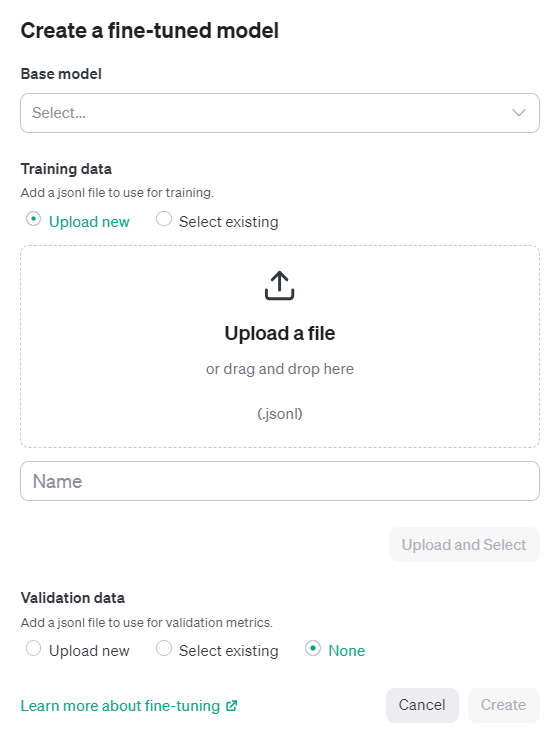 Create a fine-tuned model
Base model
Select...
Training data
Add a jsonl file to use for training.
Upload new Select existing
Upload a file
or drag and drop here
(.jsonl)
Name
Upload and Select
Validation data
Add a jsonl file to use for validation metrics.
Upload new Select existing None
Learn more about fine-tuning Cancel Create